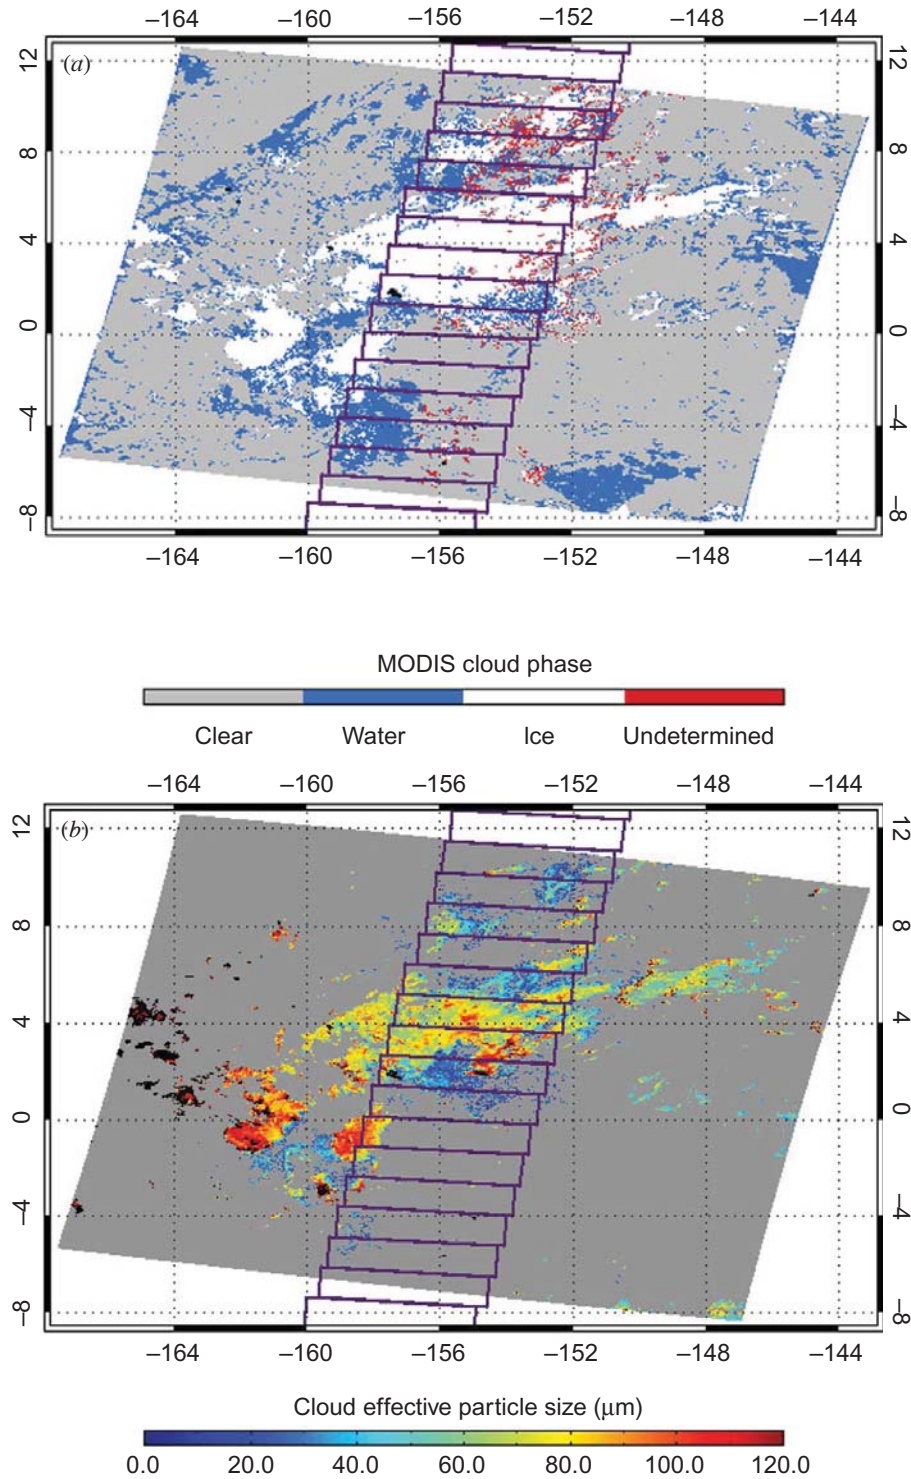 −164 −160 −156 −152 −148 −144
(a)
12 12
8 8
4 4
0 0
−4 −4
−8 −8
−164 −160 −156 −152 −148 −144
MODIS cloud phase
Clear Water Ice Undetermined
−164 −160 −156 −152 −148 −144
(b)
12 12
8 8
4 4
0 0
−4 −4
−8 −8
−164 −160 −156 −152 −148 −144
Cloud effective particle size (μm)
0.0 20.0 40.0 60.0 80.0 100.0 120.0